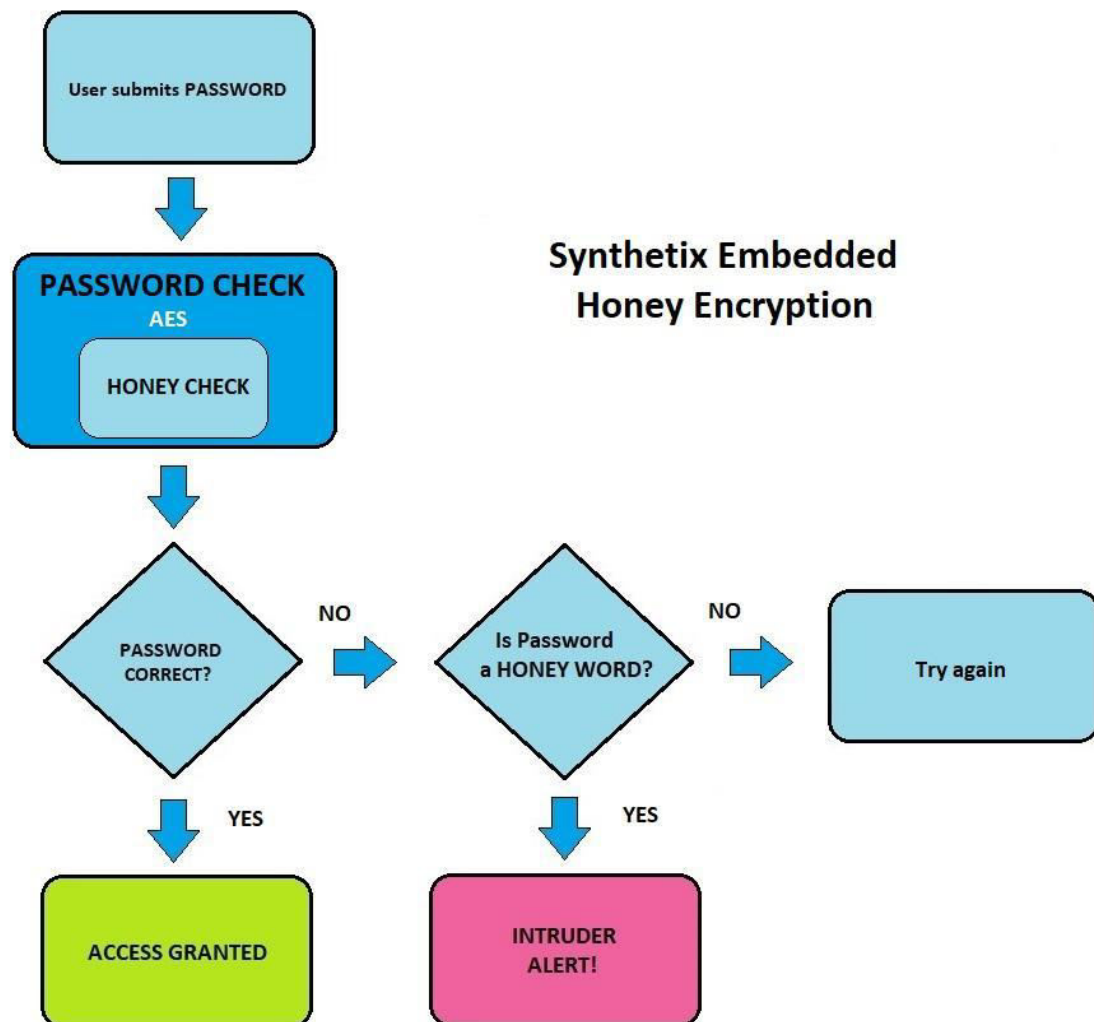 User submits PASSWORD
Synthetix Embedded
Honey Encryption
PASSWORD CHECK
AES
HONEY CHECK
PASSWORD
CORRECT?
NO
Is Password
a HONEY WORD?
NO
Try again
YES
YES
ACCESS GRANTED
INTRUDER
ALERT!